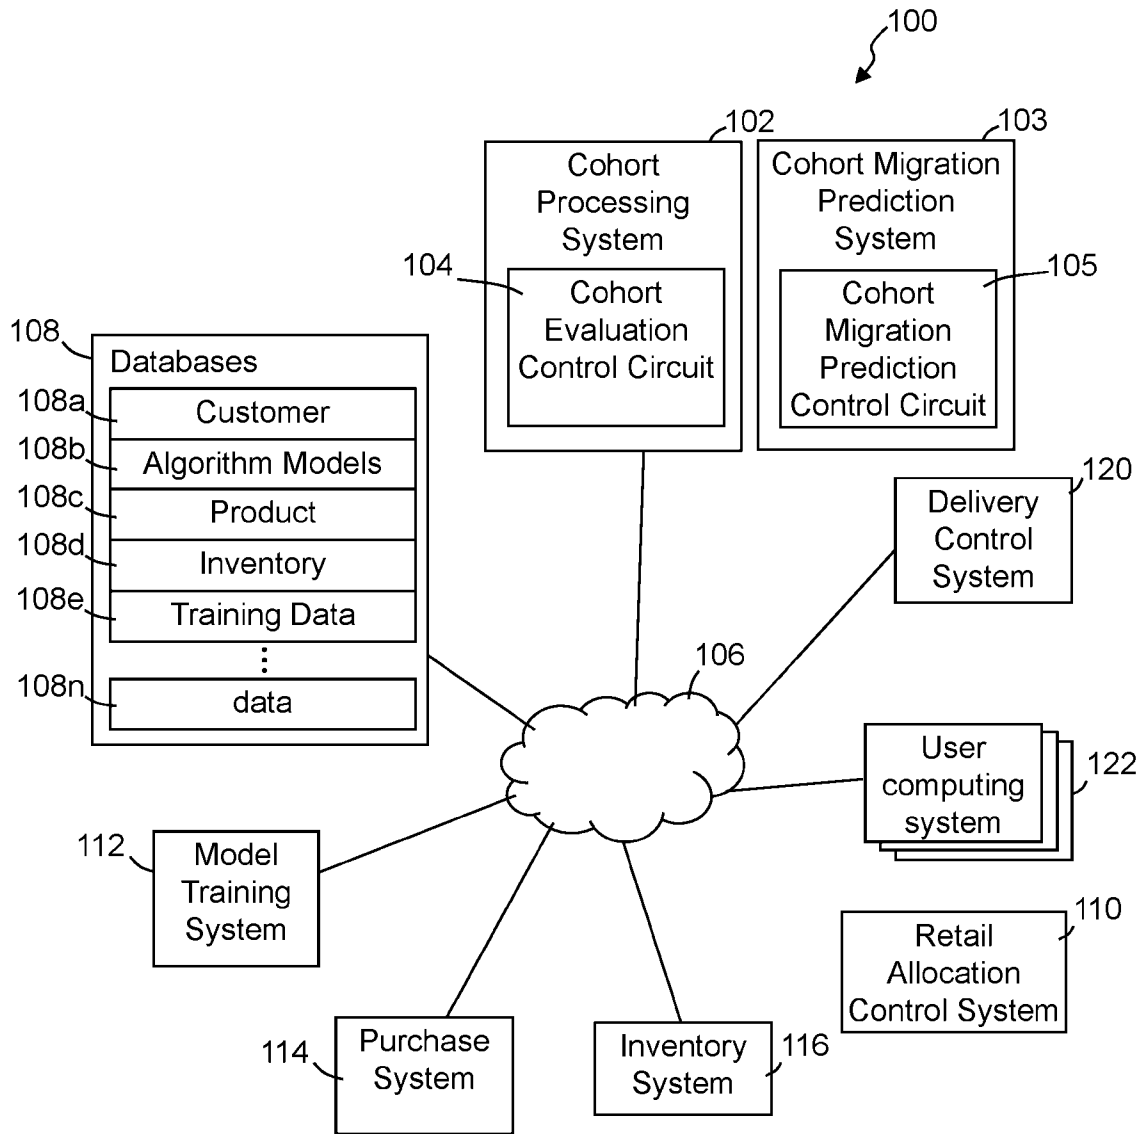 100
102
Cohort
Processing
System
104
Cohort
Evaluation
Control Circuit
103
Cohort Migration
Prediction
System
105
Cohort
Migration
Prediction
Control Circuit
108
Databases
108a
Customer
108b
Algorithm Models
108c
Product
108d
Inventory
108e
Training Data
⋮
108n
data
120
Delivery
Control
System
106
User
computing
system
122
112
Model
Training
System
110
Retail
Allocation
Control System
114
Purchase
System
Inventory
System
116